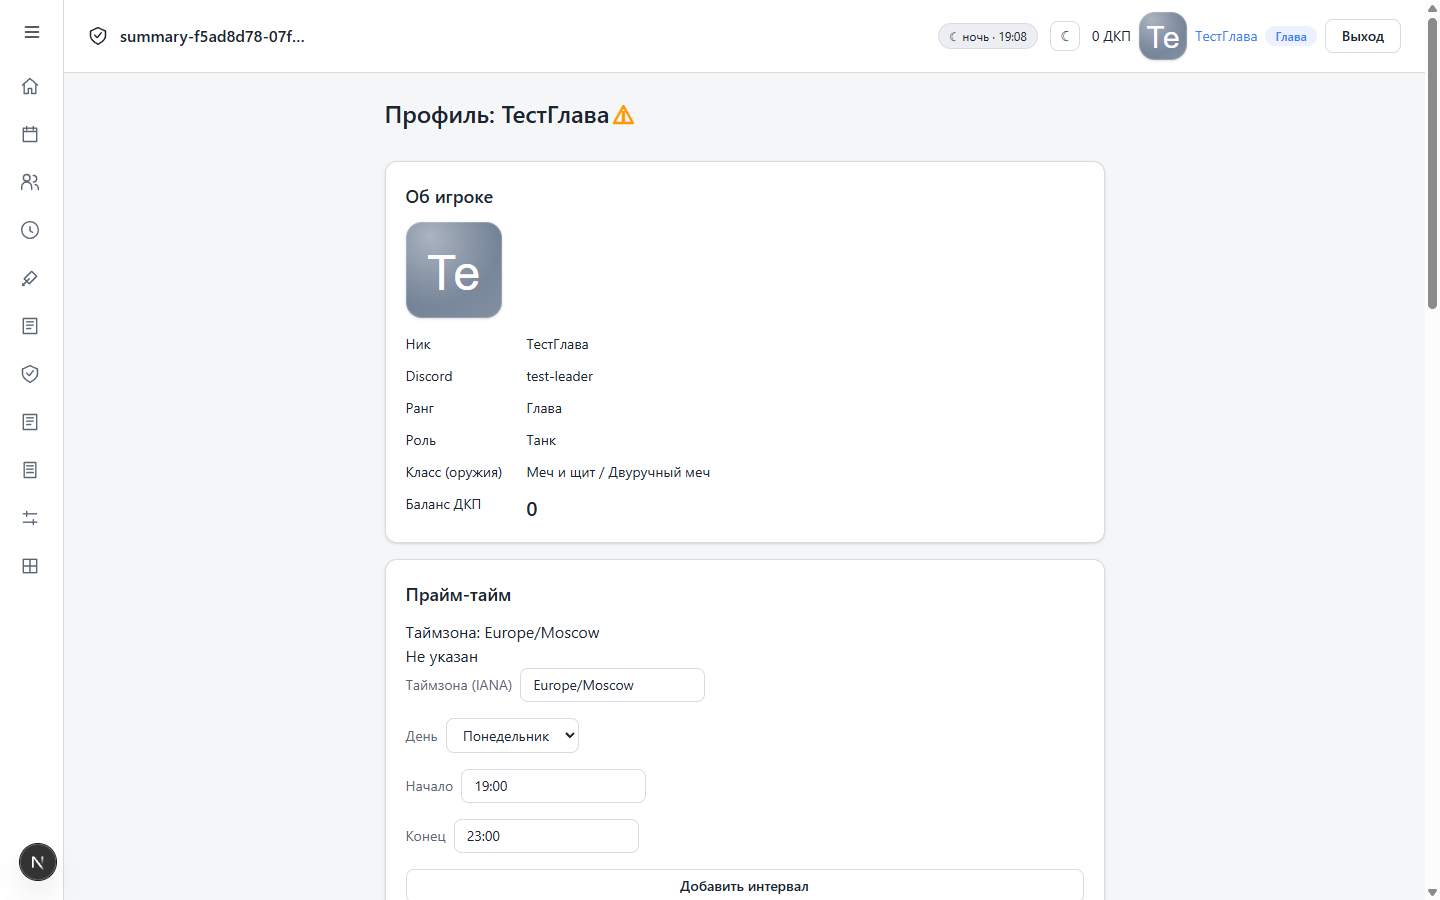 summary-f5ad8d78-07f...
ночь · 19:08
0 ДКП
Te
ТестГлава
Глава
Выход
Профиль: ТестГлава
Об игроке
Te
Ник ТестГлава
Discord test-leader
Ранг Глава
Роль Танк
Класс (оружия) Меч и щит / Двуручный меч
Баланс ДКП 0
Прайм-тайм
Таймзона: Europe/Moscow
Не указан
Таймзона (IANA) Europe/Moscow
День Понедельник
Начало 19:00
Конец 23:00
Добавить интервал
N